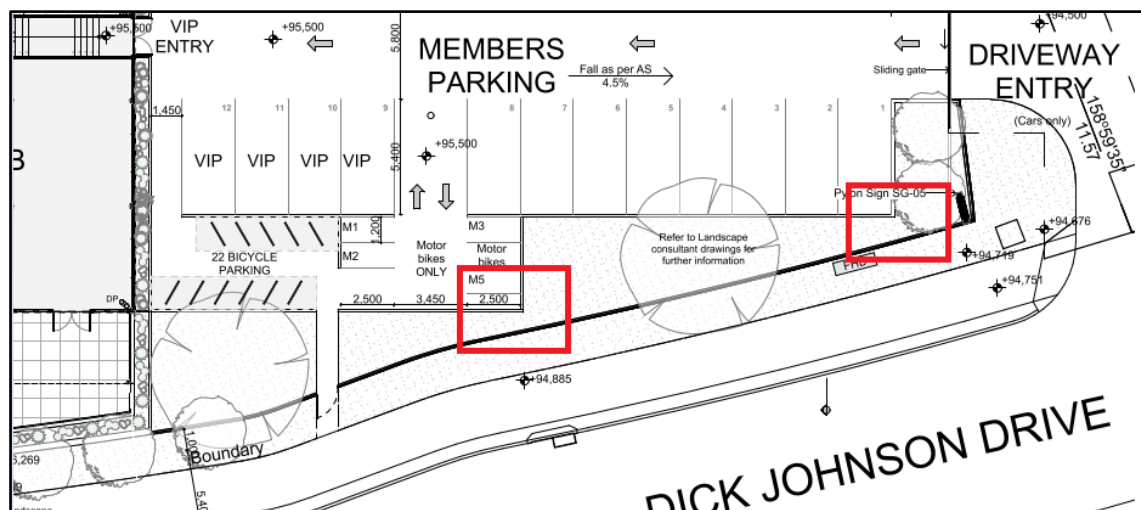 +95,500
VIP
ENTRY
+95,500
5.800
MEMBERS
PARKING
Fall as per AS
4.5%
Sliding gate
+94,500
DRIVEWAY
ENTRY
(Cars only)
158°59'35"
11.57
1,450
12
11
10
9
8
7
6
5
4
3
2
1
B
VIP
VIP
VIP
VIP
5.400
+95,500
Pylon Sign SG-05
M1
1,200
M2
Motor
bikes
ONLY
M3
Motor
bikes
M5
Refer to Landscape
consultant drawings for
further information
22 BICYCLE
PARKING
PHD
+94,676
+94,719
+94,751
DP
2,500
3,450
2,500
+94,885
Boundary
DICK JOHNSON DRIVE